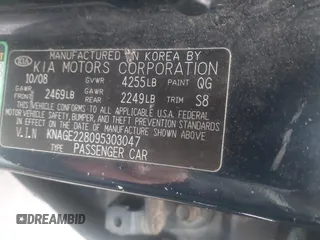 MANUFACTURED IN KOREA BY
KIA KIA MOTORS CORPORATION
10/08 GVWR 4255LB PAINT QG
GAWR FRONT 2469LB GAWR REAR 2249LB TRIM S8
THIS VEHICLE CONFORMS TO ALL APPLICABLE U.S.A. FEDERAL
MOTOR VEHICLE SAFETY, BUMPER, AND THEFT PREVENTION
STANDARDS IN EFFECT ON THE DATE OF MANUFACTURE
SHOWN ABOVE.
V.I.N KNAGE228095303047
TYPE PASSENGER CAR
DREAMBID